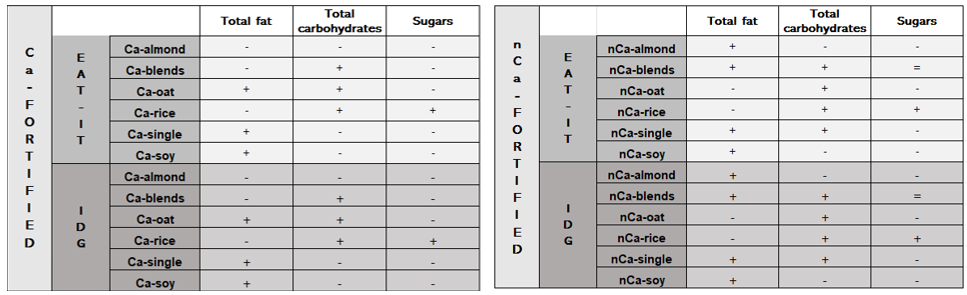 Total fat Total carbohydrates Sugars
Ca-FORTIFIED
EAT-IT
Ca-almond - - -
Ca-blends - + -
Ca-oat + + -
Ca-rice - + +
Ca-single + - -
Ca-soy + - -
IDG
Ca-almond - - -
Ca-blends - + -
Ca-oat + + -
Ca-rice - + +
Ca-single + - -
Ca-soy + - -
Total fat Total carbohydrates Sugars
nCa-FORTIFIED
EAT-IT
nCa-almond + - -
nCa-blends + + =
nCa-oat - + -
nCa-rice - + +
nCa-single + + -
nCa-soy + - -
IDG
nCa-almond + - -
nCa-blends + + =
nCa-oat - + -
nCa-rice - + +
nCa-single + + -
nCa-soy + - -